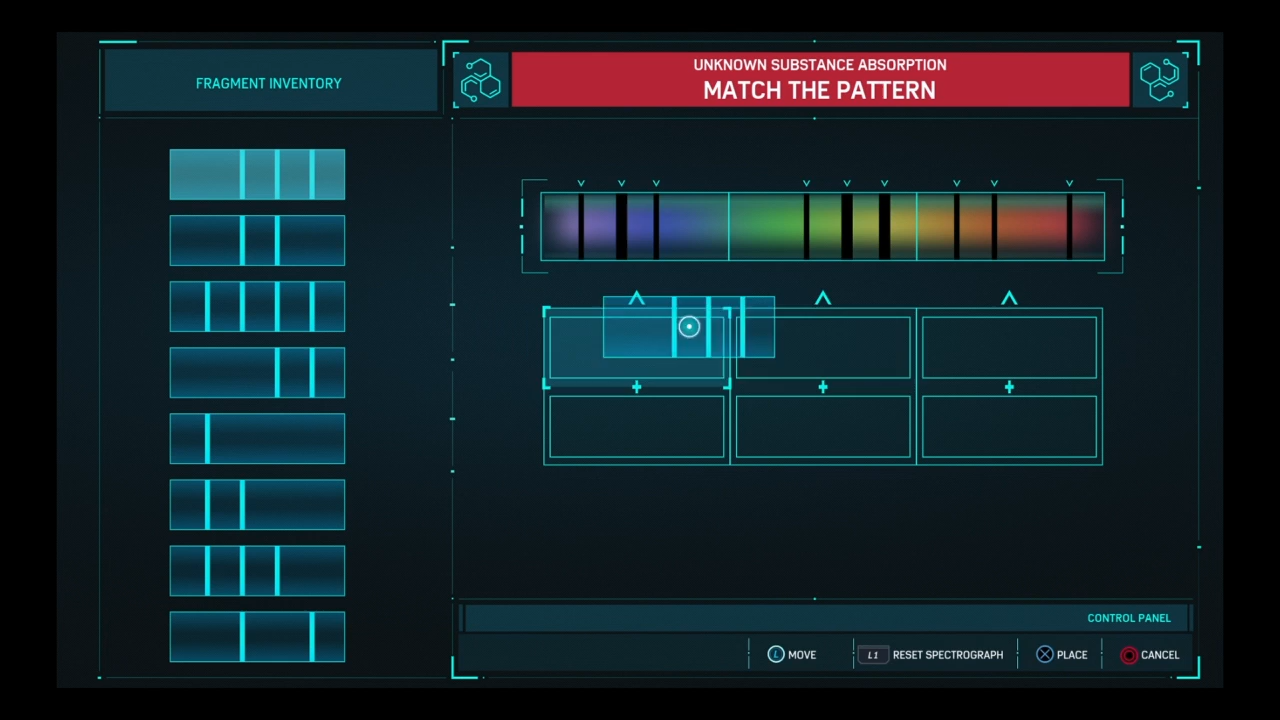 FRAGMENT INVENTORY
UNKNOWN SUBSTANCE ABSORPTION
MATCH THE PATTERN
CONTROL PANEL
L MOVE
L1 RESET SPECTROGRAPH
PLACE
CANCEL